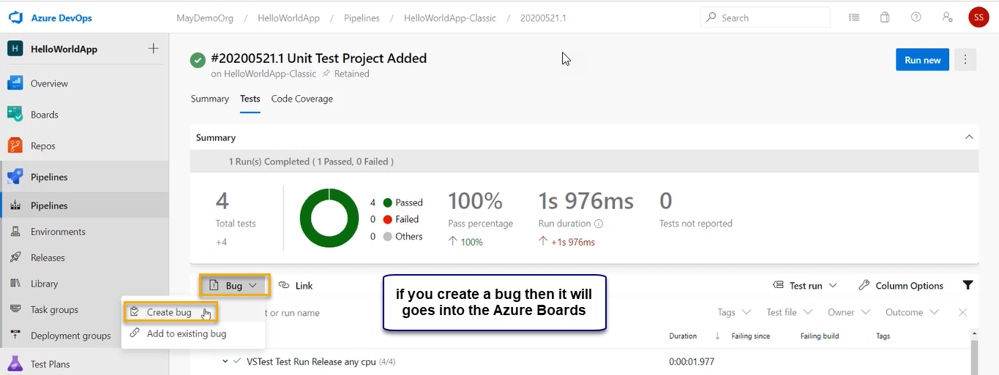 Azure DevOps
MayDemoOrg / HelloWorldApp / Pipelines / HelloWorldApp-Classic / 20200521.1
Search
SS
H HelloWorldApp
Overview
Boards
Repos
Pipelines
Pipelines
Environments
Releases
Library
Task groups
Deployment groups
Test Plans
#20200521.1 Unit Test Project Added
on HelloWorldApp-Classic Retained
Run new
Summary Tests Code Coverage
Summary
1 Run(s) Completed ( 1 Passed, 0 Failed )
4
Total tests
+4
4 Passed
0 Failed
0 Others
100%
Pass percentage
100%
1s 976ms
Run duration
+1s 976ms
0
Tests not reported
Bug Link
Create bug
Add to existing bug
if you create a bug then it will
goes into the Azure Boards
Test run Column Options
t or run name
Tags Test file Owner Outcome
Duration Failing since Failing build Tags
VSTest Test Run Release any cpu (4/4) 0:00:01.977